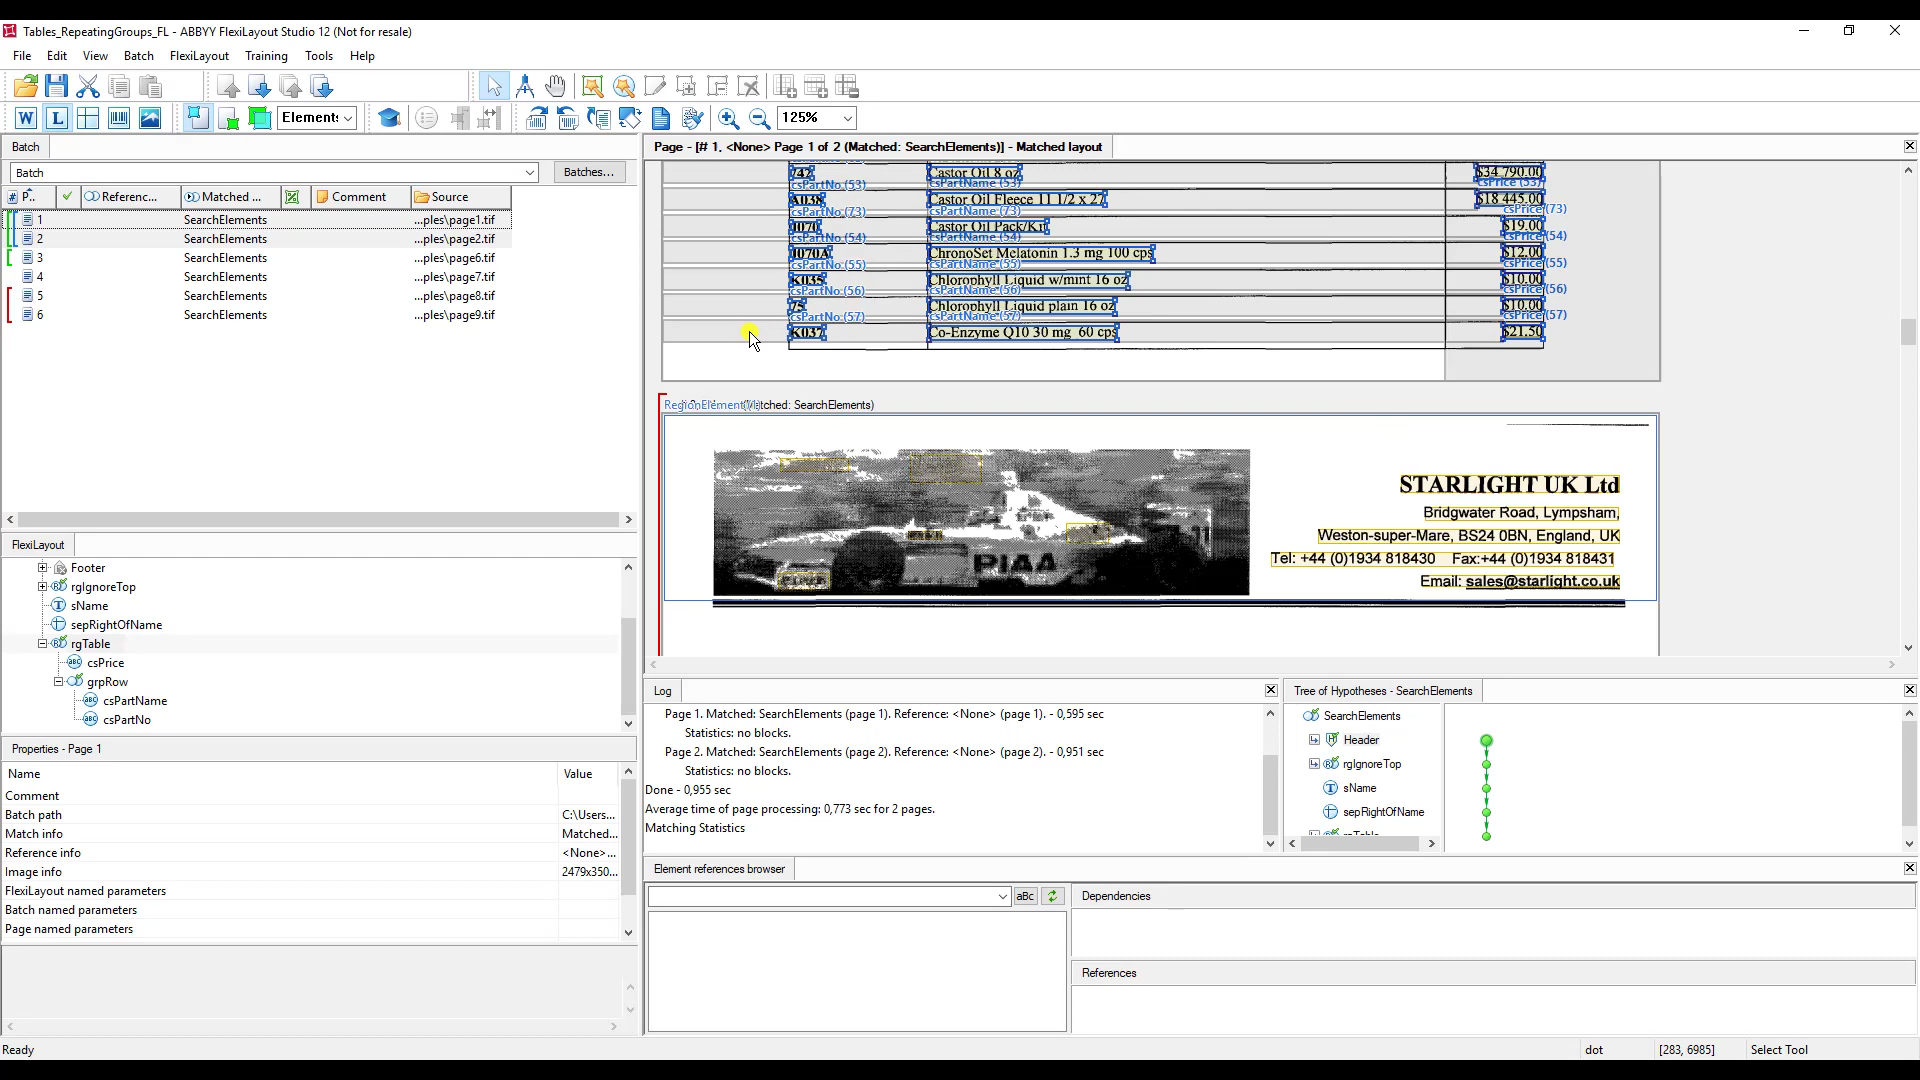 Tables_RepeatingGroups_FL - ABBYY FlexiLayout Studio 12 (Not for resale)
File Edit View Batch FlexiLayout Training Tools Help
W L Element: 125%
Batch
Page - [# 1, <None> Page 1 of 2 (Matched: SearchElements)] - Matched layout
Batch Batches...
# P.. Referenc... Matched ... Comment Source
1 SearchElements ...ples\page1.tif
2 SearchElements ...ples\page2.tif
3 SearchElements ...ples\page6.tif
4 SearchElements ...ples\page7.tif
5 SearchElements ...ples\page8.tif
6 SearchElements ...ples\page9.tif
742 Castor Oil 8 oz $34 790.00
csPartNo (53) csPartName (53) csPrice (53)
A038 Castor Oil Fleece 11 1/2 x 27 $18 445.00
csPartNo (73) csPartName (73) csPrice (73)
Castor Oil Pack/Kit $19.00
csPartNo (54) csPartName (54) csPrice (54)
ChronoSet Melatonin 1.3 mg 100 cps $12.00
csPartNo (55) csPartName (55) csPrice (55)
K035 Chlorophyll Liquid w/mint 16 oz $10.00
csPartNo (56) csPartName (56) csPrice (56)
75 Chlorophyll Liquid plain 16 oz $10.00
csPartNo (57) csPartName (57) csPrice (57)
K037 Co-Enzyme Q10 30 mg 60 cps $21.50
RegionElement (Matched: SearchElements)
PIAA
STARLIGHT UK Ltd
Bridgwater Road, Lympsham,
Weston-super-Mare, BS24 0BN, England, UK
Tel: +44 (0)1934 818430 Fax:+44 (0)1934 818431
Email: sales@starlight.co.uk
FlexiLayout
Footer
rgIgnoreTop
sName
sepRightOfName
rgTable
csPrice
grpRow
csPartName
csPartNo
Properties - Page 1
Name Value
Comment
Batch path C:\Users...
Match info Matched...
Reference info <None>...
Image info 2479x350...
FlexiLayout named parameters
Batch named parameters
Page named parameters
Log
Page 1. Matched: SearchElements (page 1). Reference: <None> (page 1). - 0,595 sec
Statistics: no blocks.
Page 2. Matched: SearchElements (page 2). Reference: <None> (page 2). - 0,951 sec
Statistics: no blocks.
Done - 0,955 sec
Average time of page processing: 0,773 sec for 2 pages.
Matching Statistics
Tree of Hypotheses - SearchElements
SearchElements
Header
rgIgnoreTop
sName
sepRightOfName
rgTable
Element references browser
aBc
Dependencies
References
Ready dot [283, 6985] Select Tool